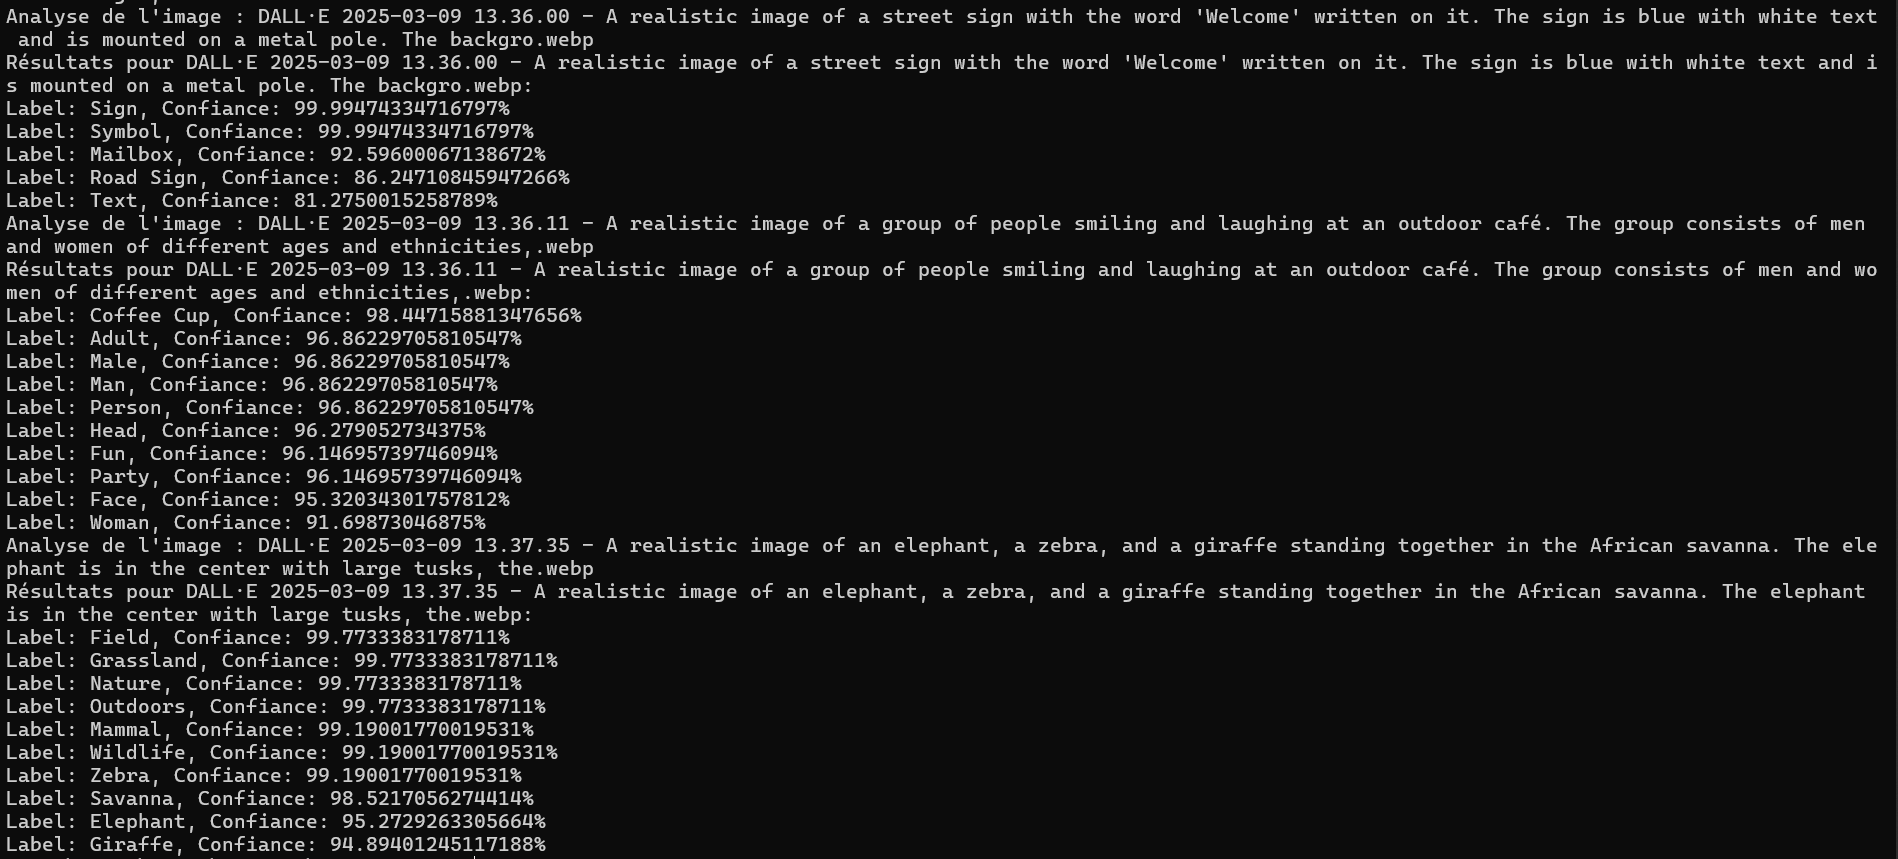 Analyse de l'image : DALL·E 2025-03-09 13.36.00 - A realistic image of a street sign with the word 'Welcome' written on it. The sign is blue with white text
and is mounted on a metal pole. The backgro.webp
Résultats pour DALL·E 2025-03-09 13.36.00 - A realistic image of a street sign with the word 'Welcome' written on it. The sign is blue with white text and i
s mounted on a metal pole. The backgro.webp:
Label: Sign, Confiance: 99.99474334716797%
Label: Symbol, Confiance: 99.99474334716797%
Label: Mailbox, Confiance: 92.59600067138672%
Label: Road Sign, Confiance: 86.24710845947266%
Label: Text, Confiance: 81.2750015258789%
Analyse de l'image : DALL·E 2025-03-09 13.36.11 - A realistic image of a group of people smiling and laughing at an outdoor café. The group consists of men
and women of different ages and ethnicities,.webp
Résultats pour DALL·E 2025-03-09 13.36.11 - A realistic image of a group of people smiling and laughing at an outdoor café. The group consists of men and wo
men of different ages and ethnicities,.webp:
Label: Coffee Cup, Confiance: 98.44715881347656%
Label: Adult, Confiance: 96.86229705810547%
Label: Male, Confiance: 96.86229705810547%
Label: Man, Confiance: 96.86229705810547%
Label: Person, Confiance: 96.86229705810547%
Label: Head, Confiance: 96.279052734375%
Label: Fun, Confiance: 96.14695739746094%
Label: Party, Confiance: 96.14695739746094%
Label: Face, Confiance: 95.32034301757812%
Label: Woman, Confiance: 91.69873046875%
Analyse de l'image : DALL·E 2025-03-09 13.37.35 - A realistic image of an elephant, a zebra, and a giraffe standing together in the African savanna. The ele
phant is in the center with large tusks, the.webp
Résultats pour DALL·E 2025-03-09 13.37.35 - A realistic image of an elephant, a zebra, and a giraffe standing together in the African savanna. The elephant
is in the center with large tusks, the.webp:
Label: Field, Confiance: 99.7733383178711%
Label: Grassland, Confiance: 99.7733383178711%
Label: Nature, Confiance: 99.7733383178711%
Label: Outdoors, Confiance: 99.7733383178711%
Label: Mammal, Confiance: 99.19001770019531%
Label: Wildlife, Confiance: 99.19001770019531%
Label: Zebra, Confiance: 99.19001770019531%
Label: Savanna, Confiance: 98.5217056274414%
Label: Elephant, Confiance: 95.2729263305664%
Label: Giraffe, Confiance: 94.89401245117188%